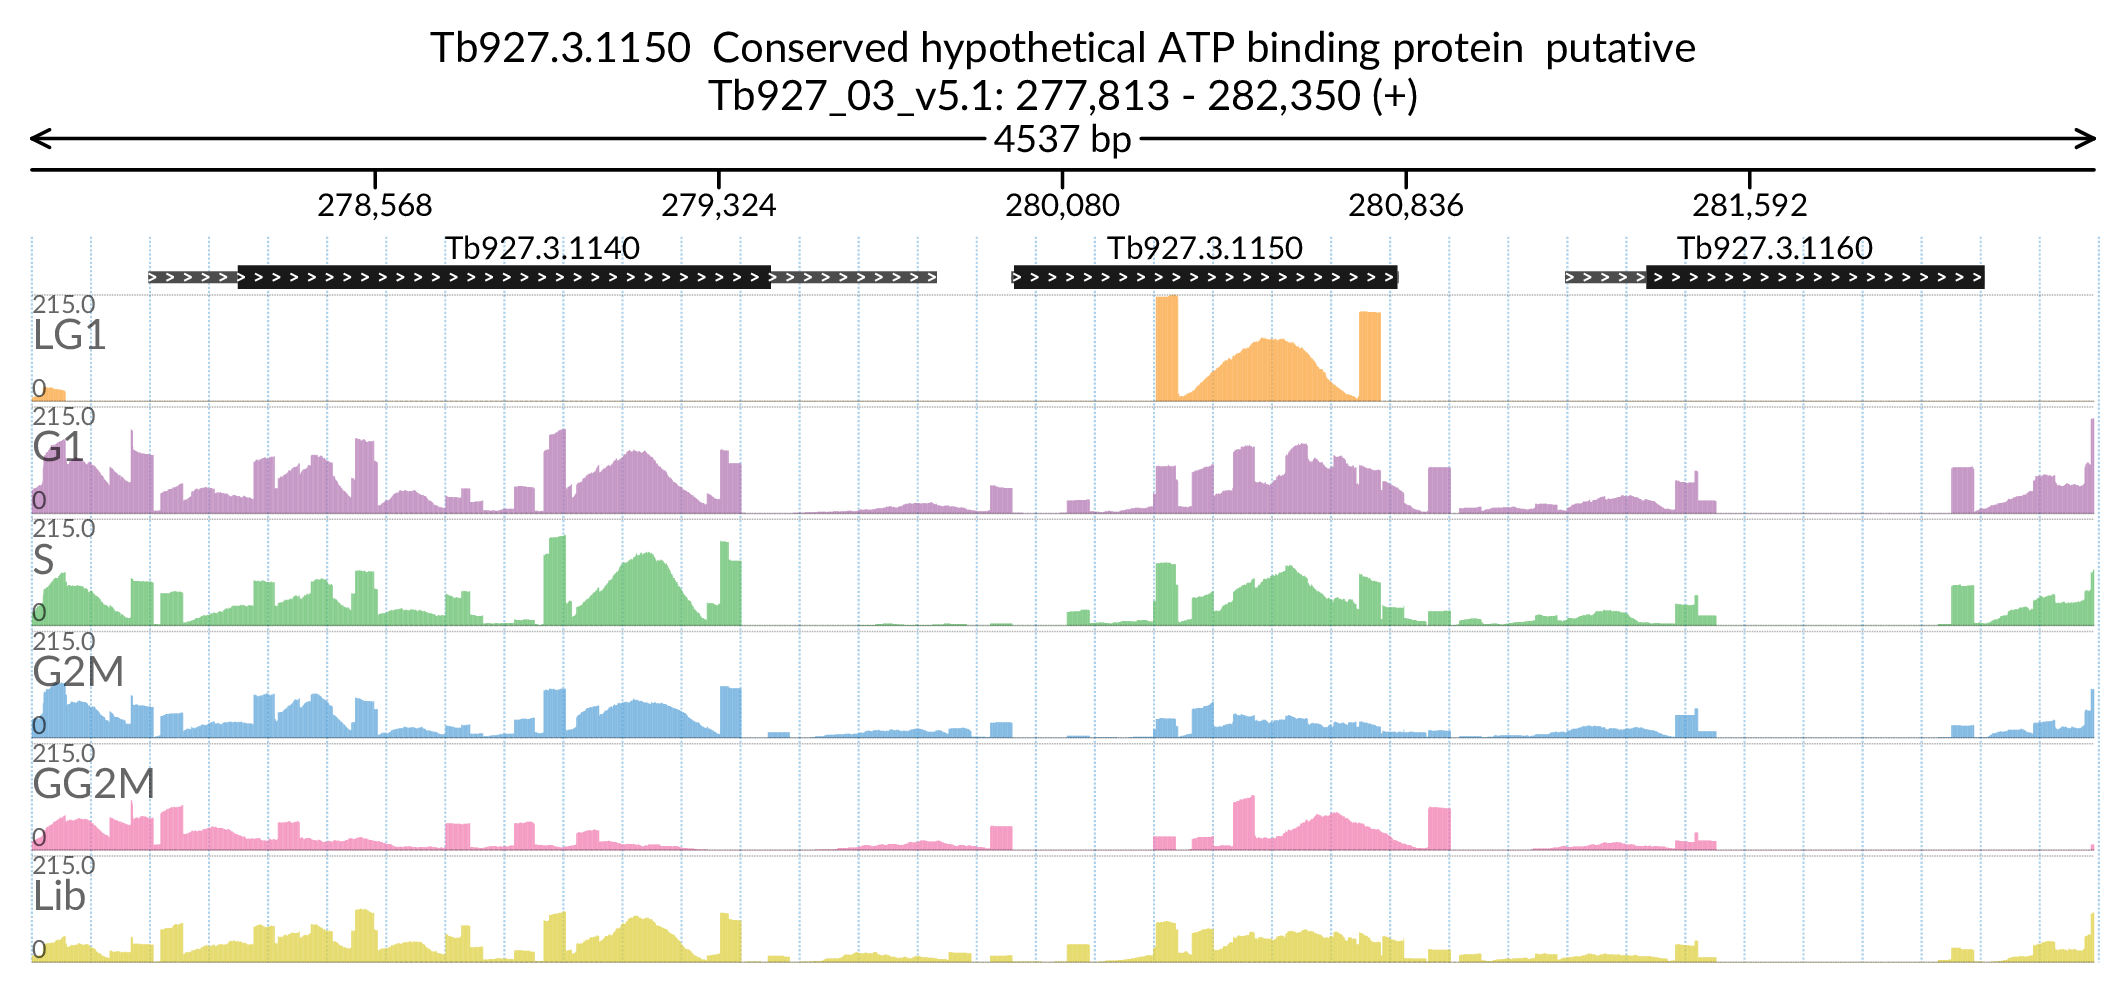 Tb927.3.1150 Conserved hypothetical ATP binding protein putative
Tb927_03_v5.1: 277,813 - 282,350 (+)
4537 bp
278,568 279,324 280,080 280,836 281,592
Tb927.3.1140 Tb927.3.1150 Tb927.3.1160
215.0
LG1
0
215.0
G1
0
215.0
S
0
215.0
G2M
0
215.0
GG2M
0
215.0
Lib
0